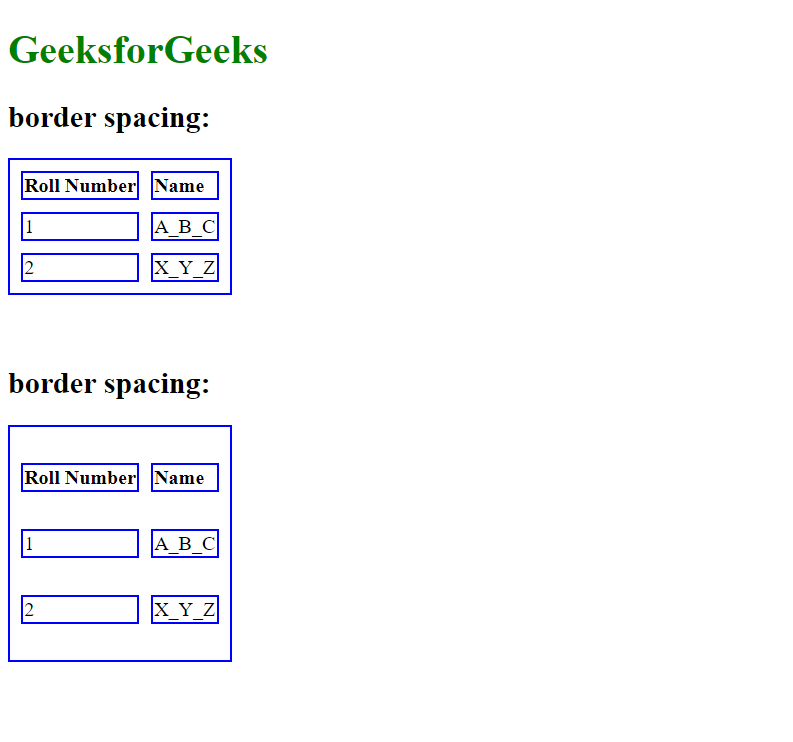 GeeksforGeeks
border spacing:
Roll Number Name
1 A_B_C
2 X_Y_Z
border spacing:
Roll Number Name
1 A_B_C
2 X_Y_Z